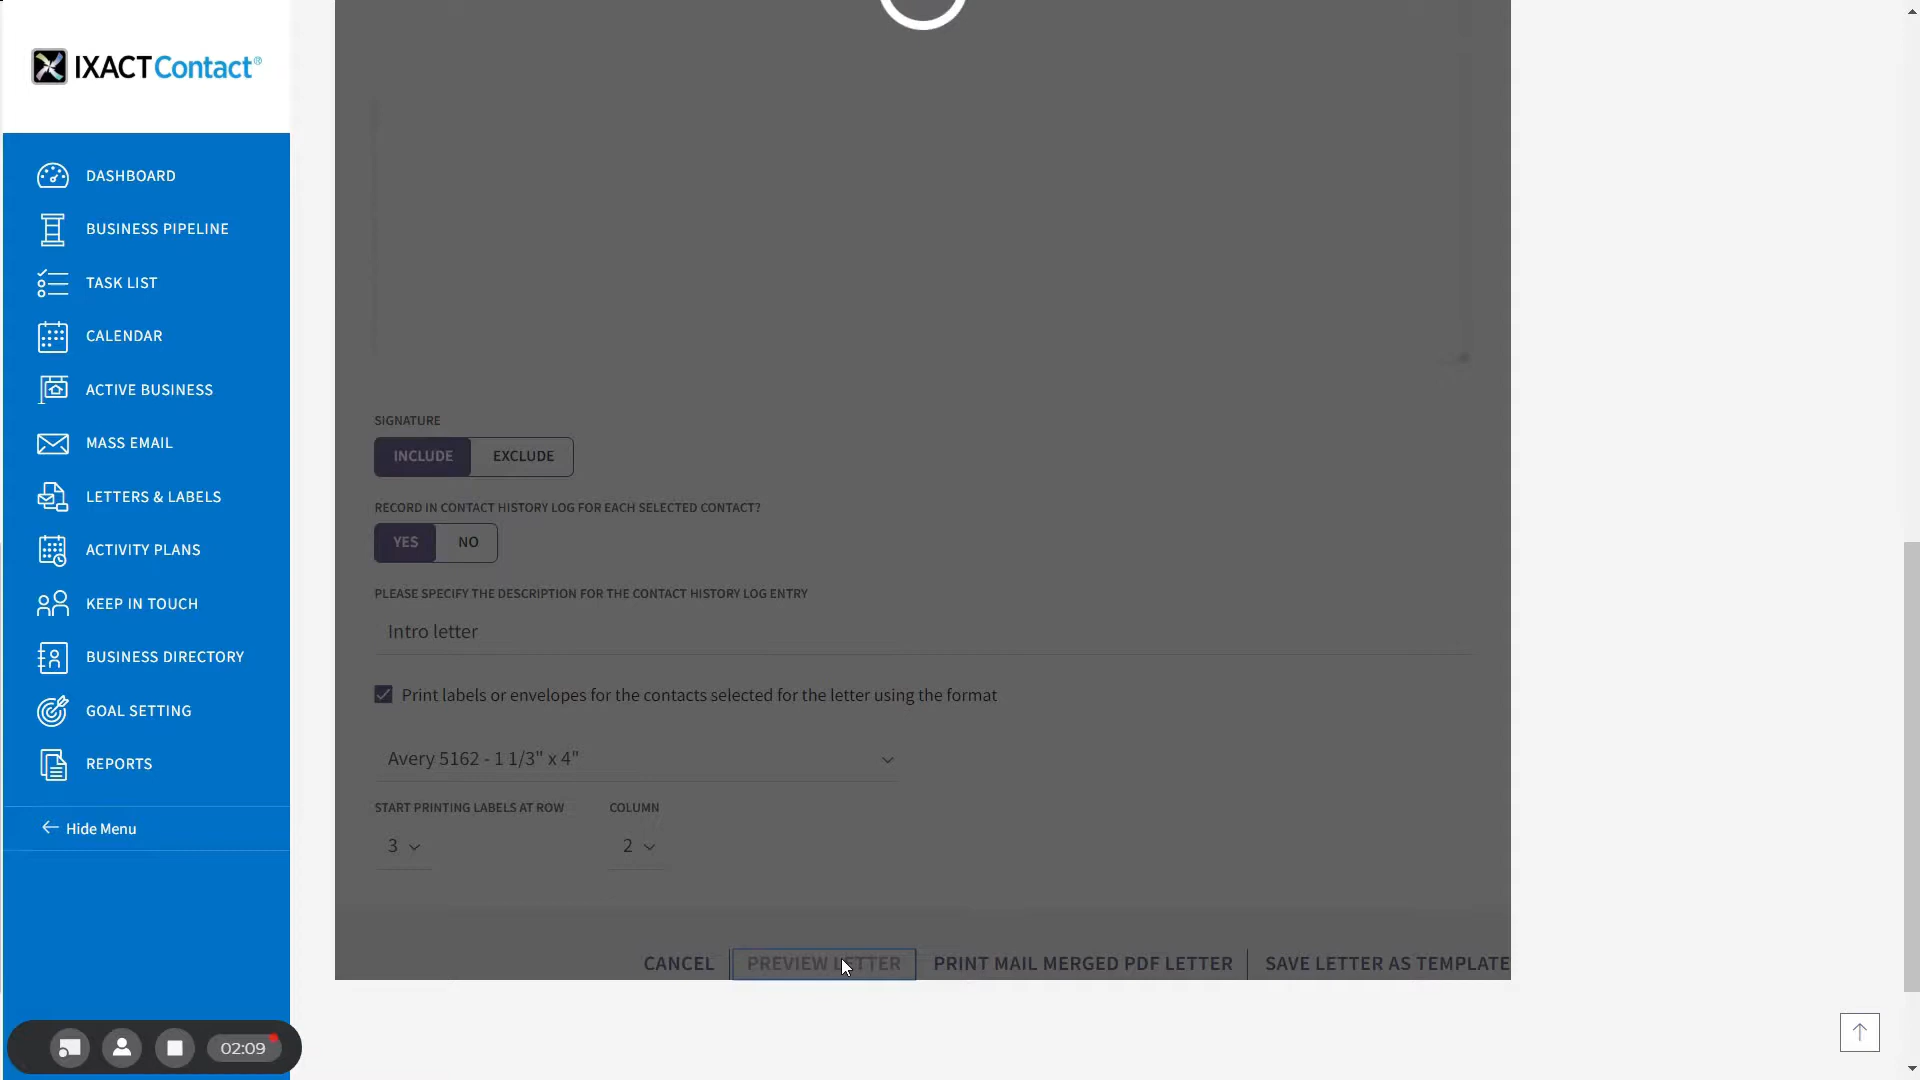 IXACTContact®
DASHBOARD
BUSINESS PIPELINE
TASK LIST
CALENDAR
ACTIVE BUSINESS
MASS EMAIL
LETTERS & LABELS
ACTIVITY PLANS
KEEP IN TOUCH
BUSINESS DIRECTORY
GOAL SETTING
REPORTS
Hide Menu
02:09
SIGNATURE
INCLUDE EXCLUDE
RECORD IN CONTACT HISTORY LOG FOR EACH SELECTED CONTACT?
YES NO
PLEASE SPECIFY THE DESCRIPTION FOR THE CONTACT HISTORY LOG ENTRY
Intro letter
Print labels or envelopes for the contacts selected for the letter using the format
Avery 5162 - 1 1/3" x 4"
START PRINTING LABELS AT ROW COLUMN
3 2
CANCEL PREVIEW LETTER PRINT MAIL MERGED PDF LETTER SAVE LETTER AS TEMPLATE